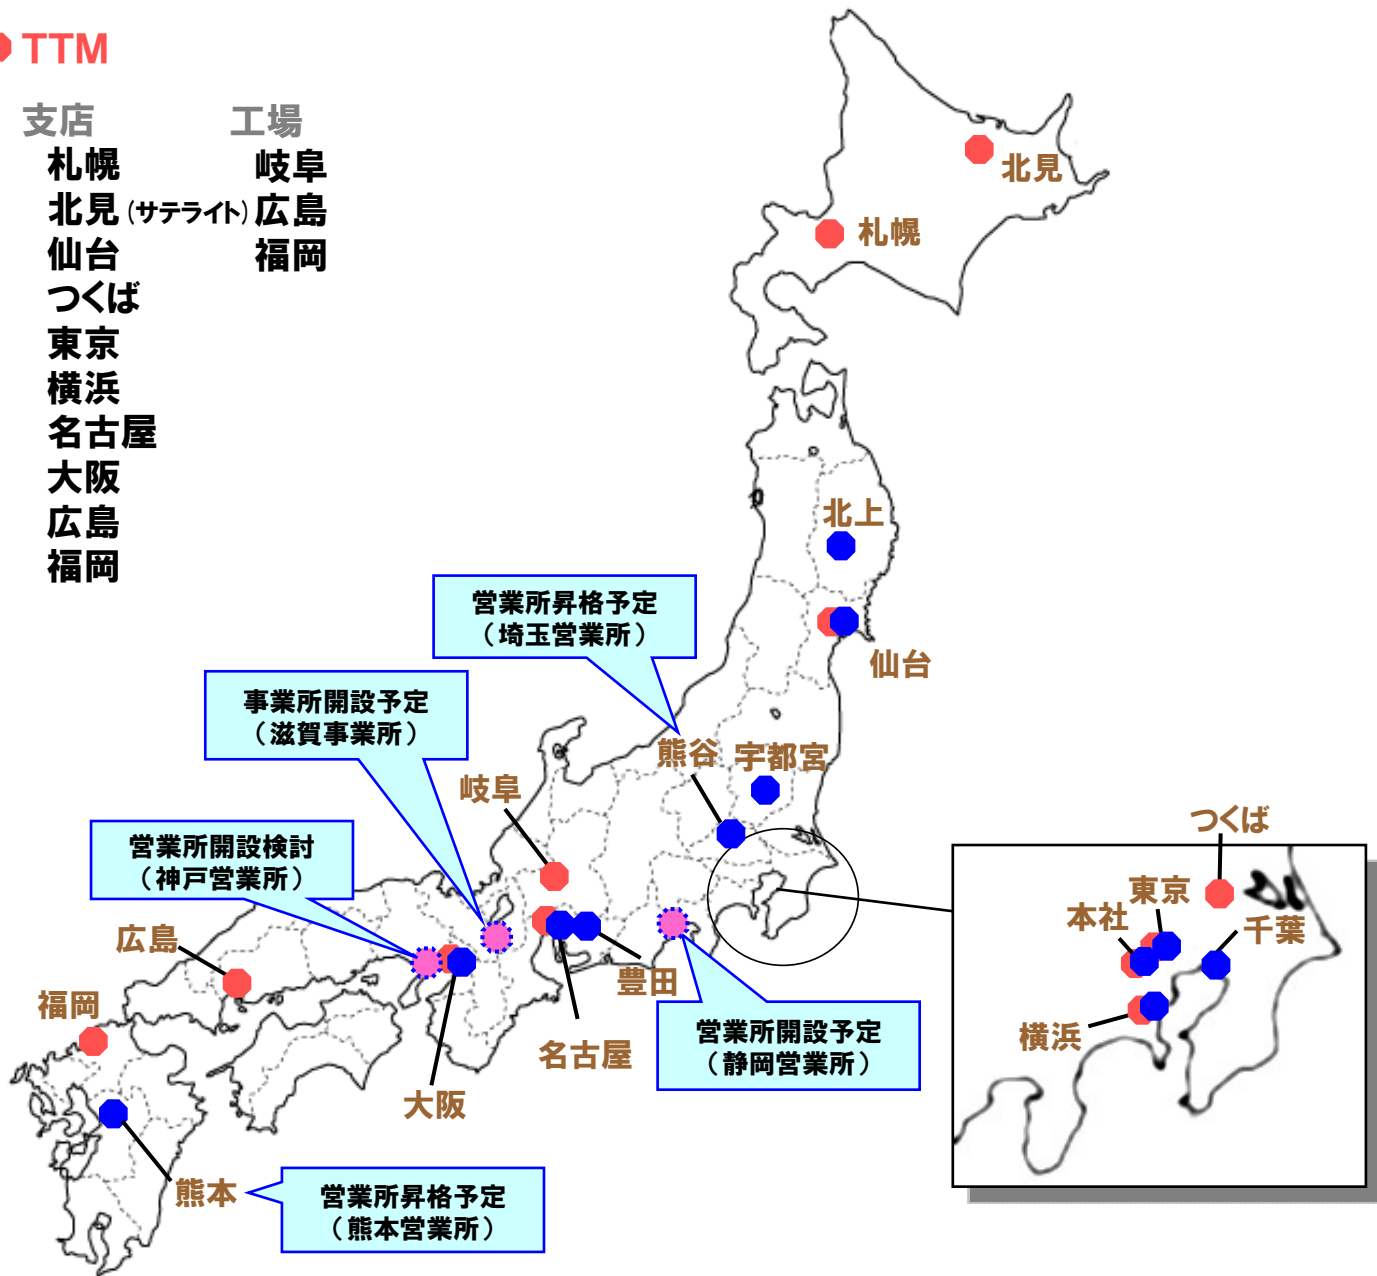 TTM
支店
札幌
北見(サテライト)
仙台
つくば
東京
横浜
名古屋
大阪
広島
福岡
工場
岐阜
広島
福岡
北見
札幌
北上
仙台
営業所昇格予定
(埼玉営業所)
事業所開設予定
(滋賀事業所)
熊谷
宇都宮
岐阜
営業所開設検討
(神戸営業所)
広島
福岡
豊田
名古屋
大阪
営業所開設予定
(静岡営業所)
熊本
営業所昇格予定
(熊本営業所)
つくば
東京
本社
千葉
横浜